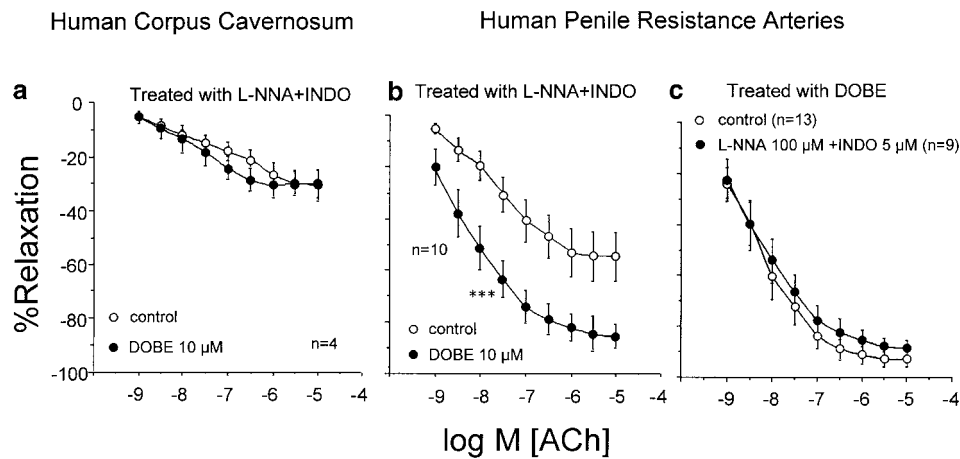 Human Corpus Cavernosum
Human Penile Resistance Arteries
a
Treated with L-NNA+INDO
b
Treated with L-NNA+INDO
c
Treated with DOBE
control (n=13)
L-NNA 100 µM +INDO 5 µM (n=9)
%Relaxation
0
-20
-40
-60
-80
-100
control
DOBE 10 µM
n=4
n=10
***
control
DOBE 10 µM
-9 -8 -7 -6 -5 -4
-9 -8 -7 -6 -5 -4
-9 -8 -7 -6 -5 -4
log M [ACh]